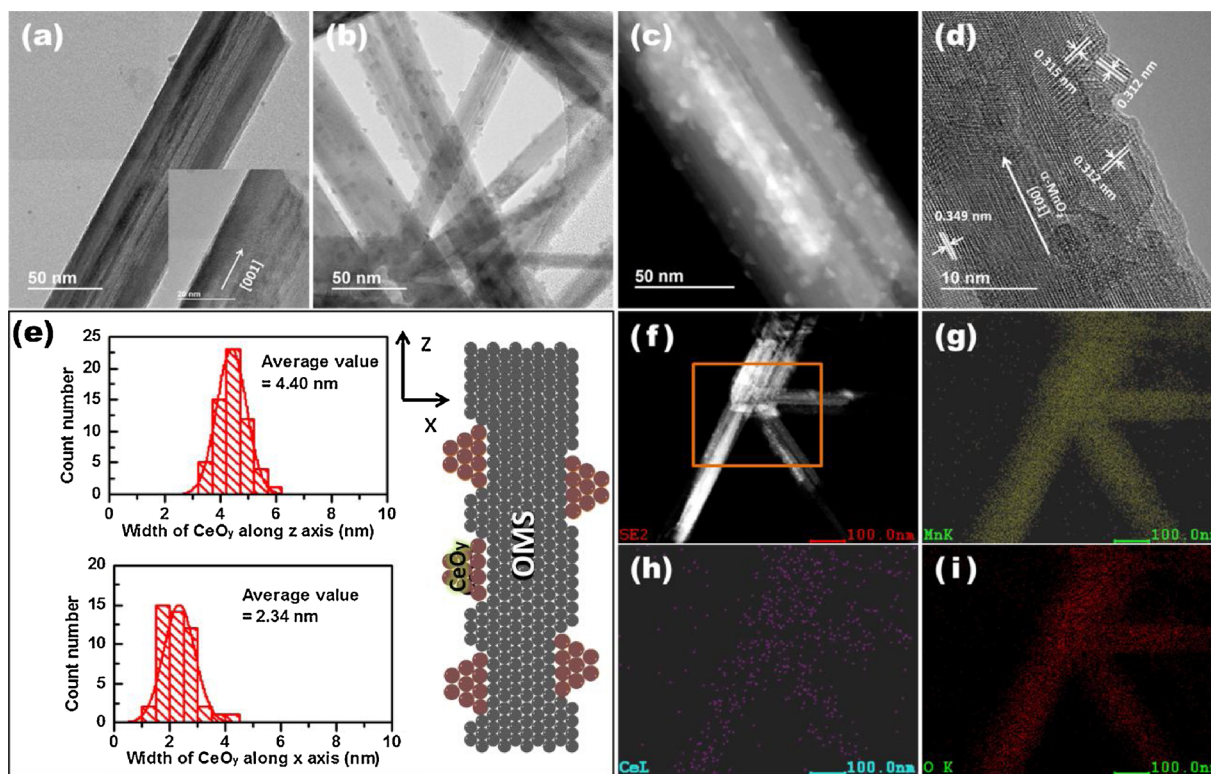 (a)
50 nm
20 nm
[001]
(b)
50 nm
(c)
50 nm
(d)
0.315 nm
0.312 nm
0.312 nm
α-MnO₂
[001]
0.349 nm
10 nm
(e)
25
20
15
10
5
0
Count number
Average value
= 4.40 nm
0 2 4 6 8 10
Width of CeOy along z axis (nm)
20
15
10
5
0
Count number
Average value
= 2.34 nm
0 2 4 6 8 10
Width of CeOy along x axis (nm)
Z
X
OMS
CeOy
(f)
SE2
100.0nm
(g)
MnK
100.0nm
(h)
CeL
100.0nm
(i)
O K
100.0nm